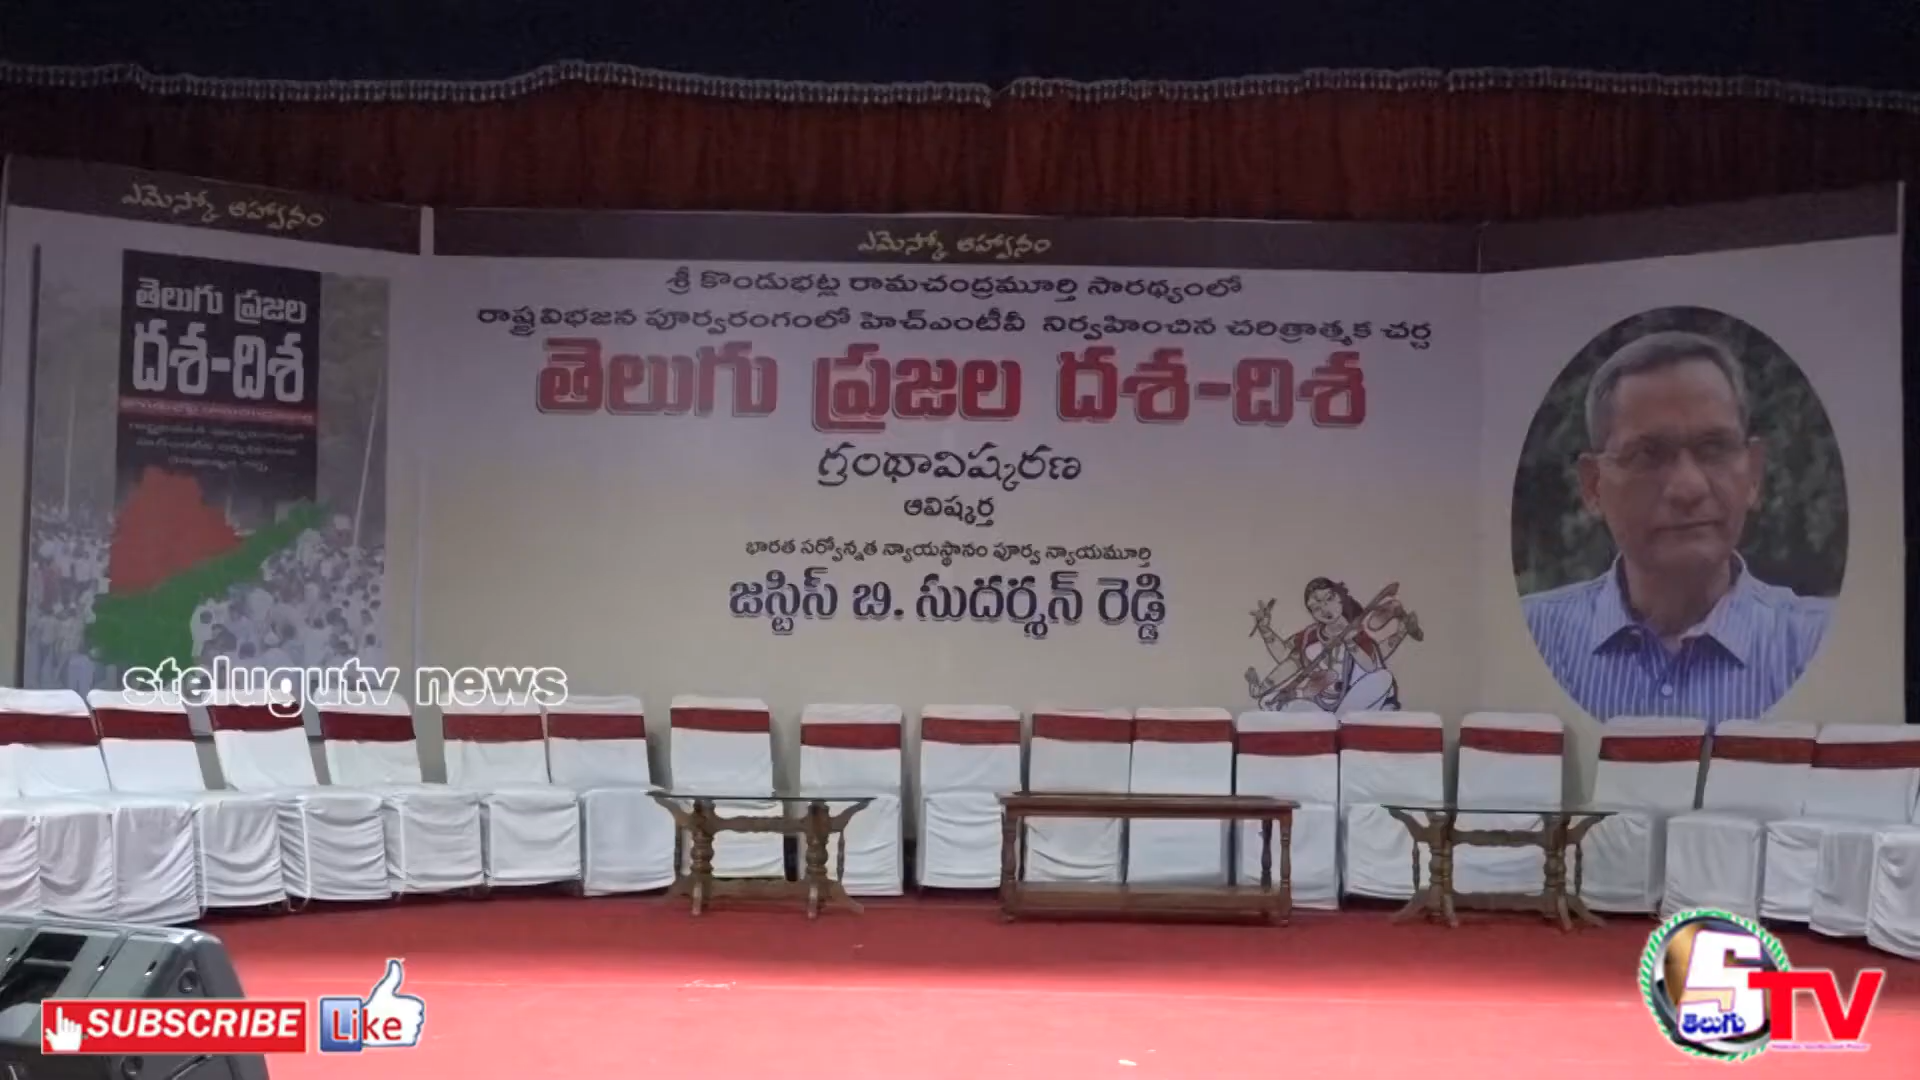 ఎమెస్కో ఆహ్వానం
తెలుగు ప్రజల
దశ-దిశ
ఎమెస్కో ఆహ్వానం
శ్రీ కొండుభట్ల రామచంద్రమూర్తి సారథ్యంలో
రాష్ట్రవిభజన పూర్వరంగంలో హెచ్ఎంటీవీ నిర్వహించిన చరిత్రాత్మక చర్చ
తెలుగు ప్రజల దశ-దిశ
గ్రంథావిష్కరణ
ఆవిష్కర్త
భారత సర్వోన్నత న్యాయస్థానం పూర్వ న్యాయమూర్తి
జస్టిస్ బి. సుదర్శన్ రెడ్డి
stelugutv news
SUBSCRIBE
Like
S TV
తెలుగు